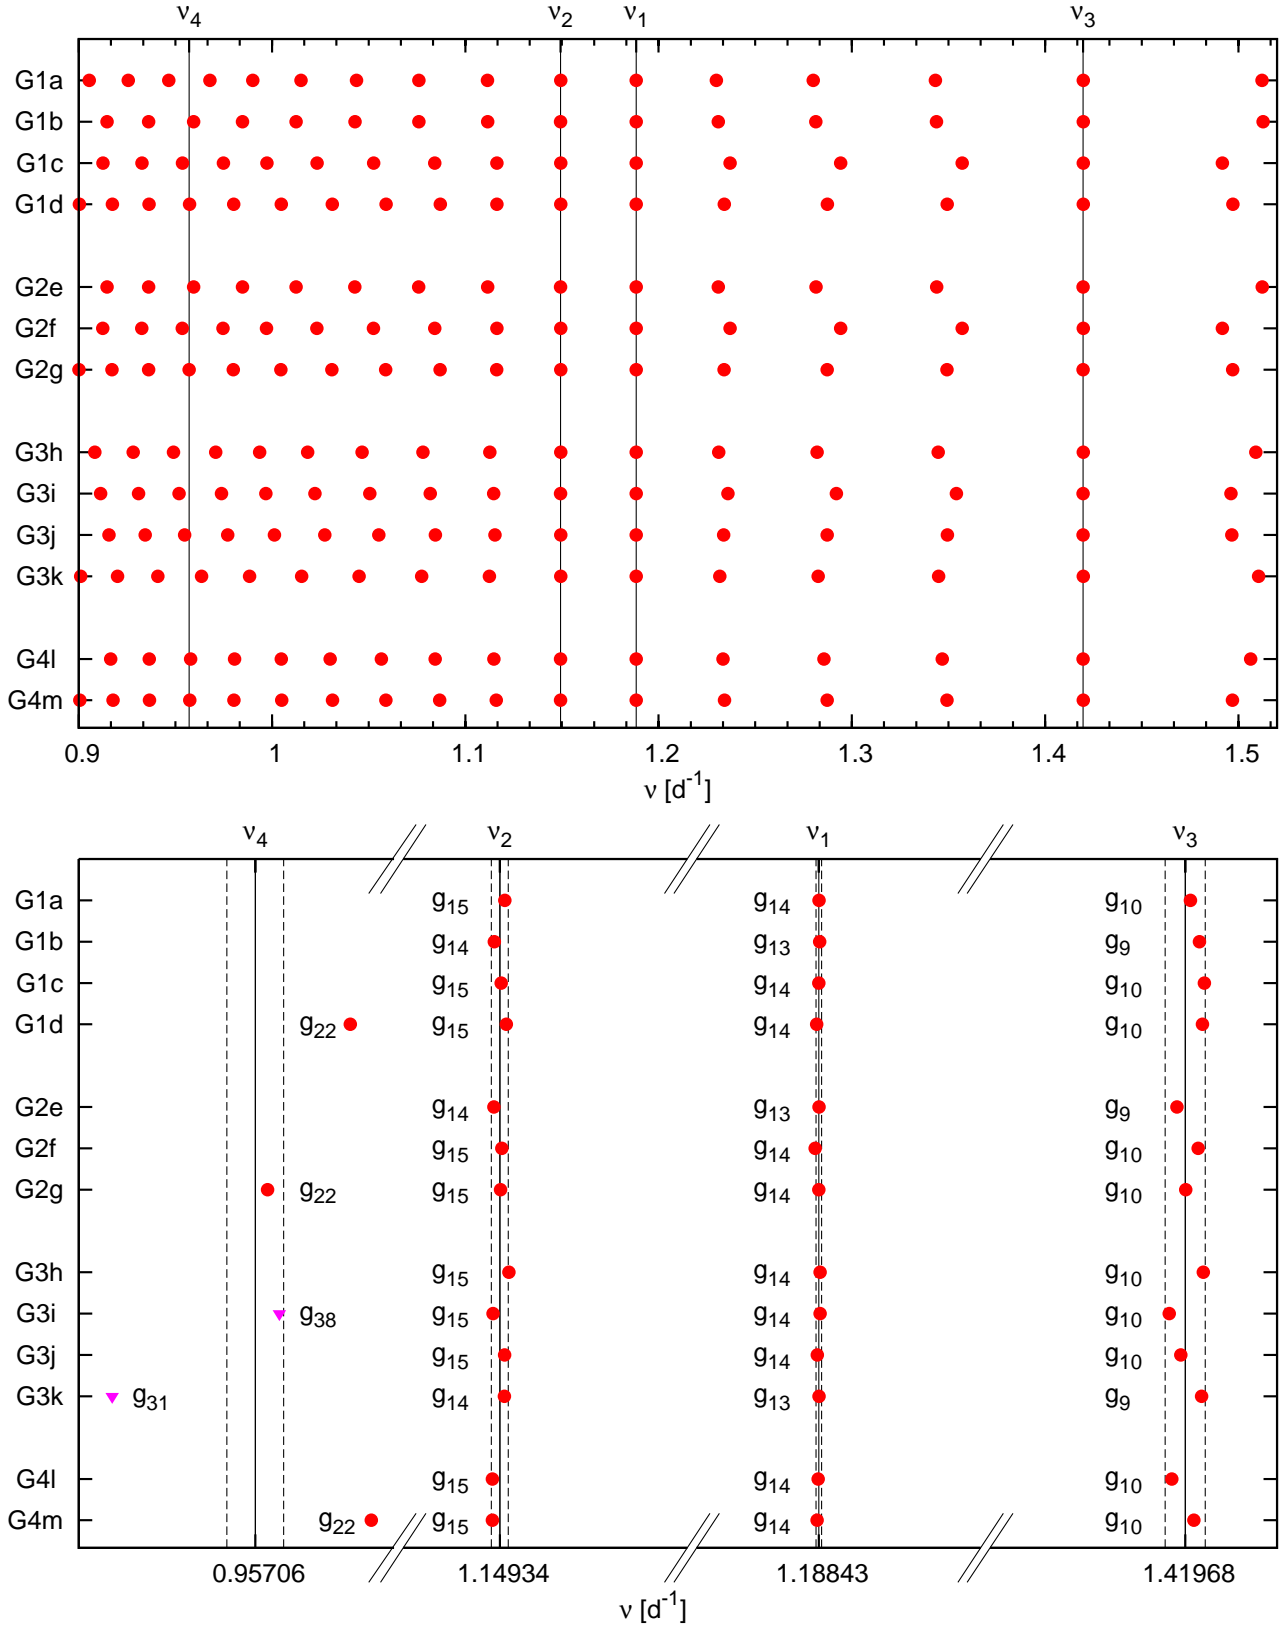 ν4 ν2 ν1 ν3
G1a
G1b
G1c
G1d
G2e
G2f
G2g
G3h
G3i
G3j
G3k
G4l
G4m
0.9 1 1.1 1.2 1.3 1.4 1.5
ν [d-1]
ν4 ν2 ν1 ν3
G1a g15 g14 g10
G1b g14 g13 g9
G1c g15 g14 g10
G1d g22 g15 g14 g10
G2e g14 g13 g9
G2f g15 g14 g10
G2g g22 g15 g14 g10
G3h g15 g14 g10
G3i g38 g15 g14 g10
G3j g15 g14 g10
G3k g31 g14 g13 g9
G4l g15 g14 g10
G4m g22 g15 g14 g10
0.95706 1.14934 1.18843 1.41968
ν [d-1]